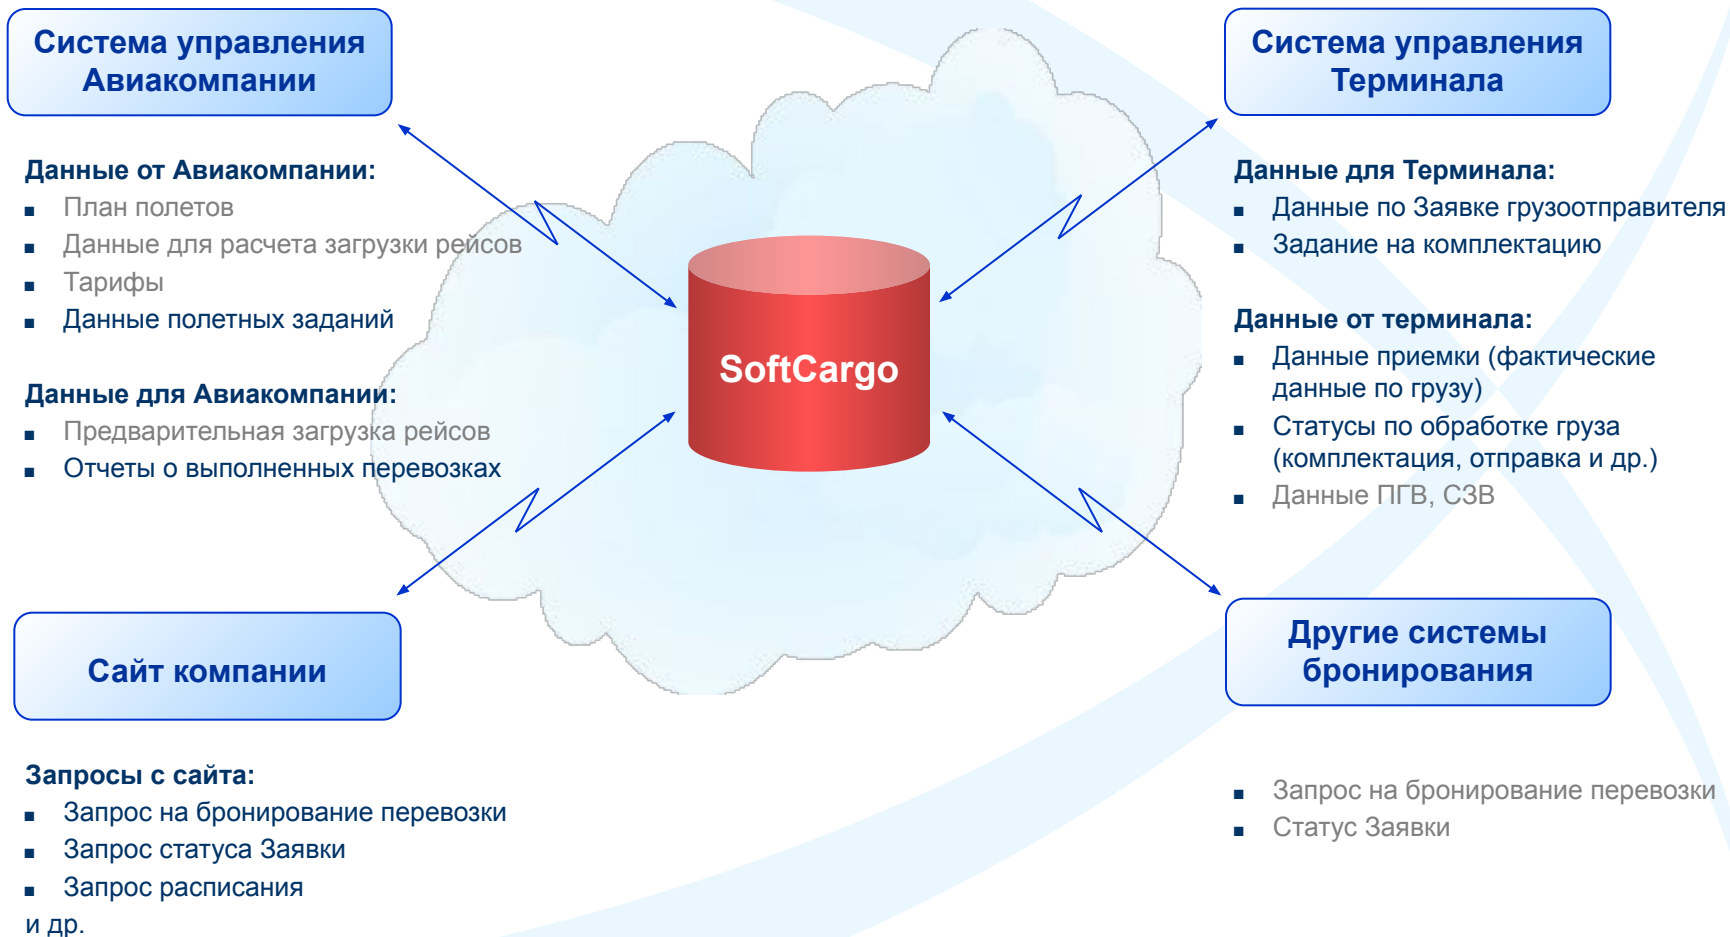 Система управления
Авиакомпании
Данные от Авиакомпании:
План полетов
Данные для расчета загрузки рейсов
Тарифы
Данные полетных заданий
Данные для Авиакомпании:
Предварительная загрузка рейсов
Отчеты о выполненных перевозках
SoftCargo
Система управления
Терминала
Данные для Терминала:
Данные по Заявке грузоотправителя
Задание на комплектацию
Данные от терминала:
Данные приемки (фактические
данные по грузу)
Статусы по обработке груза
(комплектация, отправка и др.)
Данные ПГВ, СЗВ
Сайт компании
Запросы с сайта:
Запрос на бронирование перевозки
Запрос статуса Заявки
Запрос расписания
и др.
Другие системы
бронирования
Запрос на бронирование перевозки
Статус Заявки